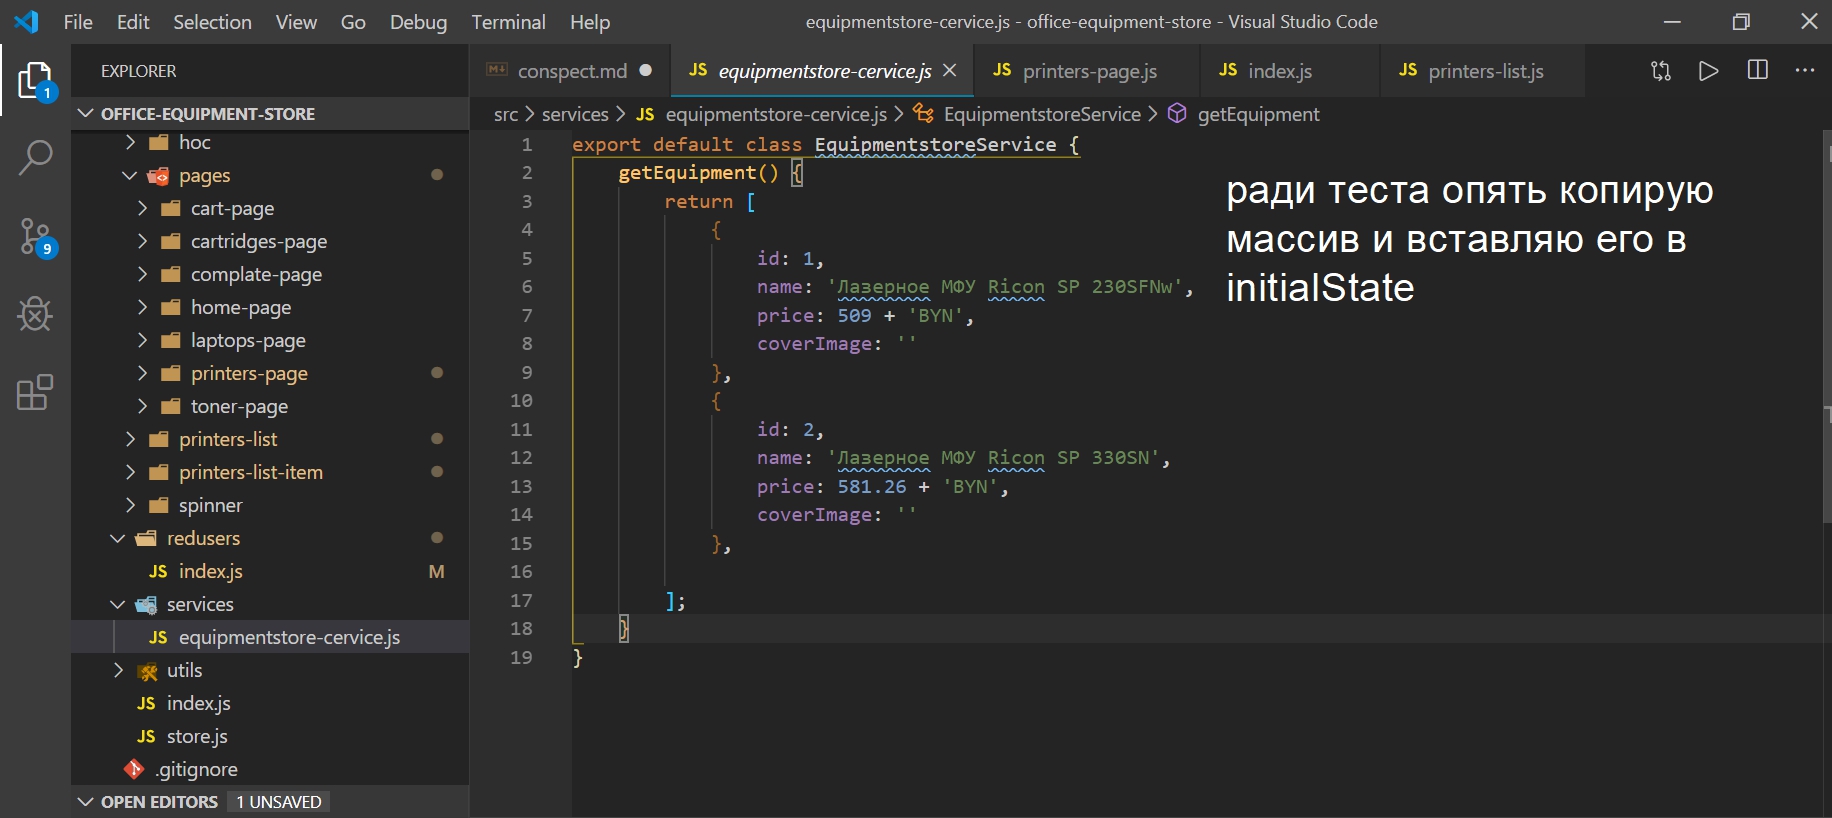 File Edit Selection View Go Debug Terminal Help
equipmentstore-cervice.js - office-equipment-store - Visual Studio Code
EXPLORER
1
9
OFFICE-EQUIPMENT-STORE
hoc
pages
cart-page
cartridges-page
complate-page
home-page
laptops-page
printers-page
toner-page
printers-list
printers-list-item
spinner
redusers
JS index.js M
services
JS equipmentstore-cervice.js
utils
JS index.js
JS store.js
.gitignore
OPEN EDITORS 1 UNSAVED
M↓ conspect.md
JS equipmentstore-cervice.js
JS printers-page.js
JS index.js
JS printers-list.js
src > services > JS equipmentstore-cervice.js > EquipmentstoreService > getEquipment
1 export default class EquipmentstoreService {
2 getEquipment() {
3 return [
4 {
5 id: 1,
6 name: 'Лазерное МФУ Ricon SP 230SFNw',
7 price: 509 + 'BYN',
8 coverImage: ''
9 },
10 {
11 id: 2,
12 name: 'Лазерное МФУ Ricon SP 330SN',
13 price: 581.26 + 'BYN',
14 coverImage: ''
15 },
16
17 ];
18 }
19 }
ради теста опять копирую
массив и вставляю его в
initialState